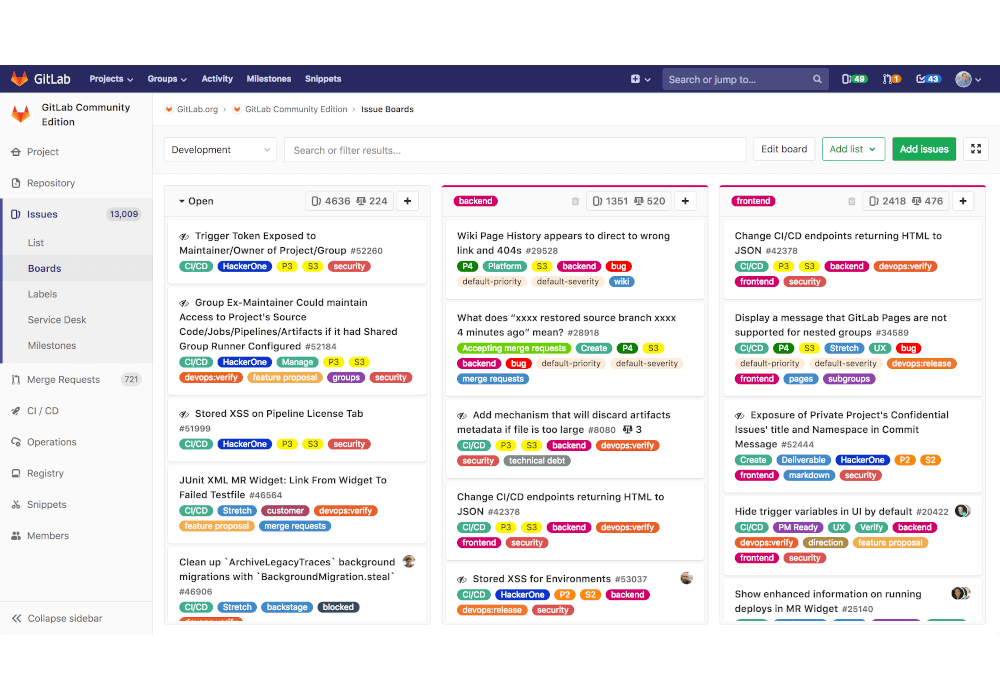 GitLab Projects Groups Activity Milestones Snippets Search or jump to... 49 1 43
GitLab Community
Edition
Project
Repository
Issues 13,009
List
Boards
Labels
Service Desk
Milestones
Merge Requests 721
CI / CD
Operations
Registry
Snippets
Members
Collapse sidebar
GitLab.org › GitLab Community Edition › Issue Boards
Development Search or filter results... Edit board Add list Add issues
Open 4636 224
Trigger Token Exposed to
Maintainer/Owner of Project/Group #52260
CI/CD HackerOne P3 S3 security
Group Ex-Maintainer Could maintain
Access to Project's Source
Code/Jobs/Pipelines/Artifacts if it had Shared
Group Runner Configured #52184
CI/CD HackerOne Manage P3 S3
devops:verify feature proposal groups security
Stored XSS on Pipeline License Tab
#51999
CI/CD HackerOne P3 S3 security
JUnit XML MR Widget: Link From Widget To
Failed Testfile #46564
CI/CD Stretch customer devops:verify
feature proposal merge requests
Clean up `ArchiveLegacyTraces` background
migrations with `BackgroundMigration.steal`
#46906
CI/CD Stretch backstage blocked
backend 1351 520
Wiki Page History appears to direct to wrong
link and 404s #29528
P4 Platform S3 backend bug
default-priority default-severity wiki
What does “xxxx restored source branch xxxx
4 minutes ago” mean? #28918
Accepting merge requests Create P4 S3
backend bug default-priority default-severity
merge requests
Add mechanism that will discard artifacts
metadata if file is too large #8080 3
CI/CD P3 S3 backend devops:verify
security technical debt
Change CI/CD endpoints returning HTML to
JSON #42378
CI/CD P3 S3 backend devops:verify
frontend security
Stored XSS for Environments #53037
CI/CD HackerOne P2 S2 backend
devops:release security
frontend 2418 476
Change CI/CD endpoints returning HTML to
JSON #42378
CI/CD P3 S3 backend devops:verify
frontend security
Display a message that GitLab Pages are not
supported for nested groups #34589
CI/CD P4 S3 Stretch UX bug
default-priority default-severity devops:release
frontend pages subgroups
Exposure of Private Project's Confidential
Issues' title and Namespace in Commit
Message #52444
Create Deliverable HackerOne P2 S2
frontend markdown security
Hide trigger variables in UI by default #20422
CI/CD PM Ready UX Verify backend
devops:verify direction feature proposal
frontend security
Show enhanced information on running
deploys in MR Widget #25140